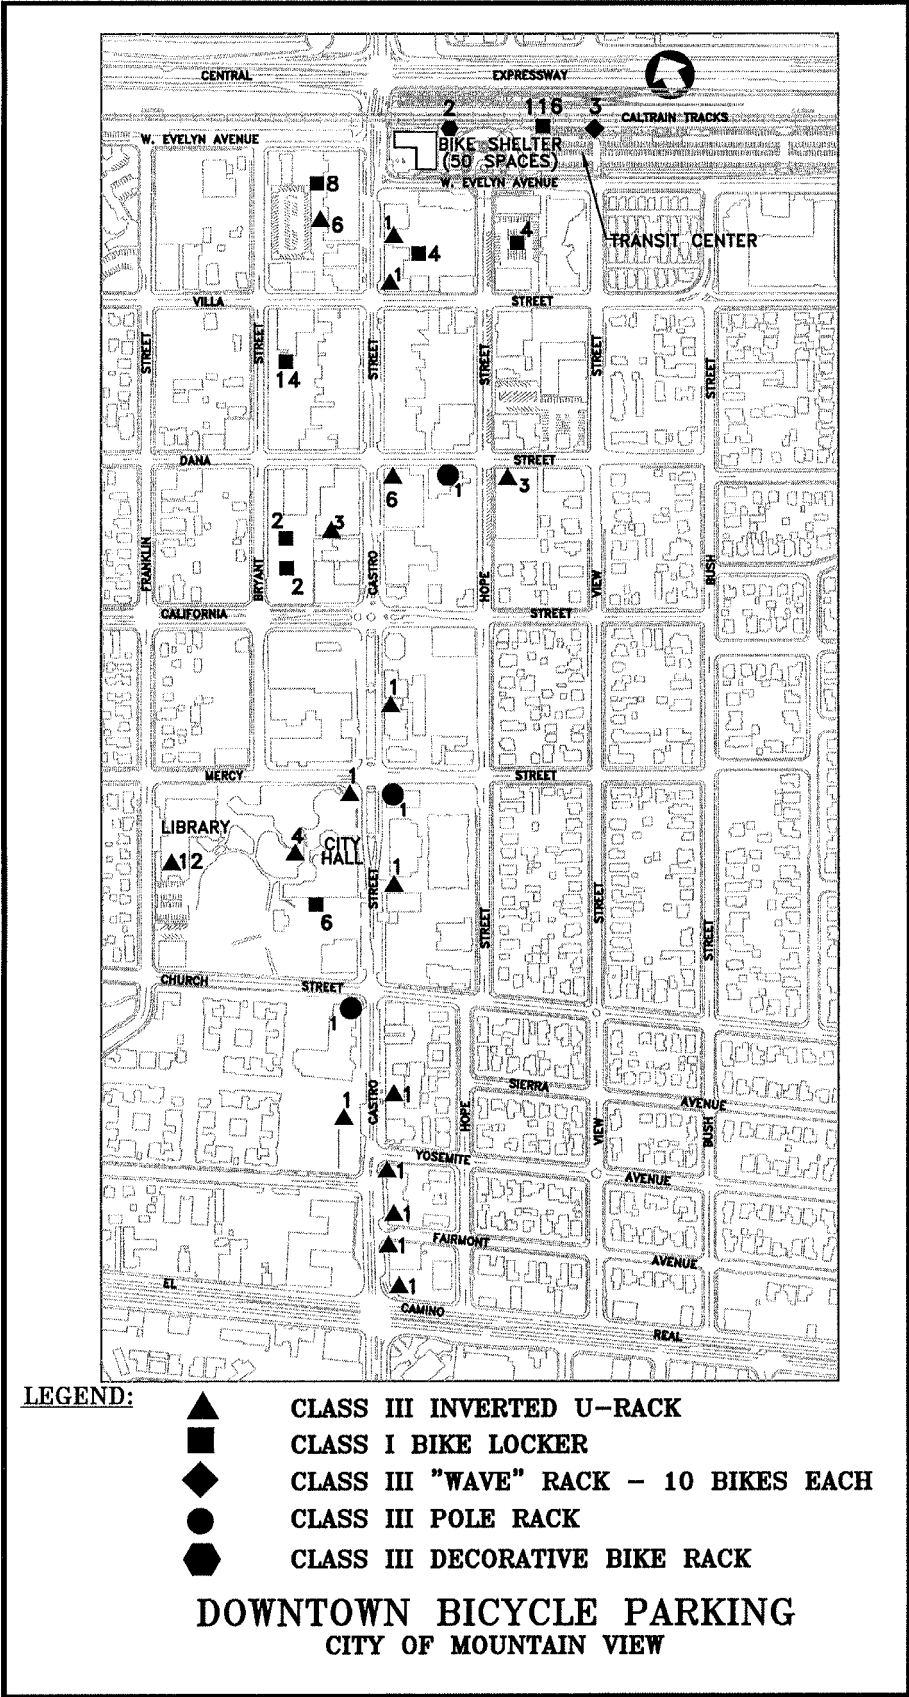 CENTRAL EXPRESSWAY
2 116 3
CALTRAIN TRACKS
W. EVELYN AVENUE
BIKE SHELTER
(50 SPACES)
W. EVELYN AVENUE
8
6
1
4
4
TRANSIT CENTER
1
VILLA STREET
STREET STREET STREET STREET STREET STREET
14
DANA STREET
6 1 3
2 3
2
FRANKLIN BRYANT CASTRO HOPE VIEW BUSH
CALIFORNIA STREET
1
MERCY STREET
1 1
LIBRARY
4 CITY
HALL
12
1
STREET STREET STREET STREET
6
CHURCH STREET
1
SIERRA AVENUE
1
1
CASTRO HOPE VIEW BUSH
YOSEMITE AVENUE
1
1
1
FAIRMONT AVENUE
1
EL CAMINO REAL
LEGEND:
CLASS III INVERTED U-RACK
CLASS I BIKE LOCKER
CLASS III "WAVE" RACK - 10 BIKES EACH
CLASS III POLE RACK
CLASS III DECORATIVE BIKE RACK
DOWNTOWN BICYCLE PARKING
CITY OF MOUNTAIN VIEW